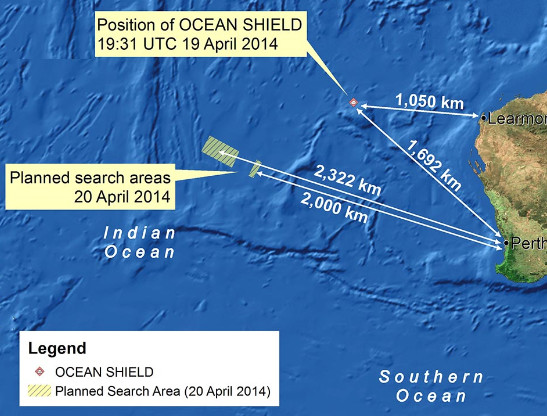 Position of OCEAN SHIELD
19:31 UTC 19 April 2014
1,050 km
Learmon
1,692 km
Planned search areas
20 April 2014
2,322 km
2,000 km
Indian
Ocean
Perth
Legend
OCEAN SHIELD
Planned Search Area (20 April 2014)
Southern
Ocean